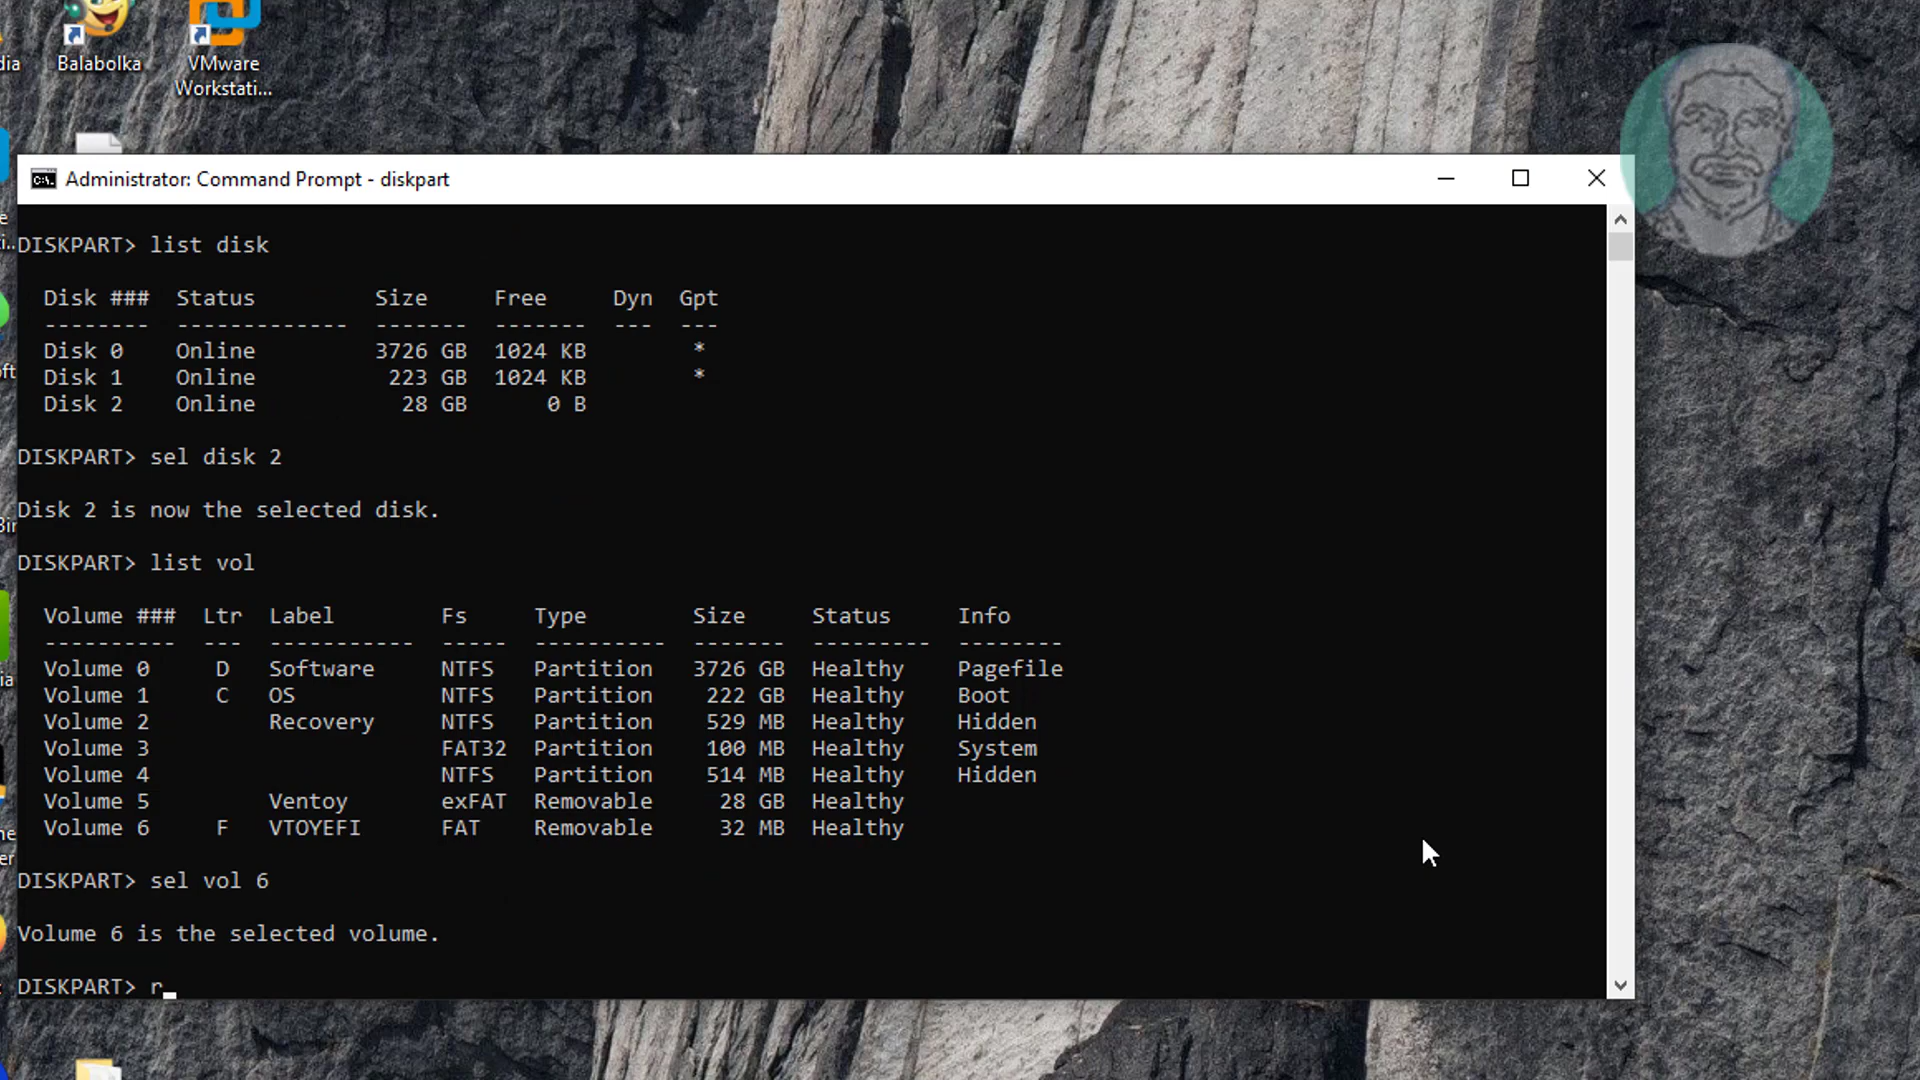 dia
Balabolka
VMware
Workstati...
Administrator: Command Prompt - diskpart
DISKPART> list disk
Disk ###  Status         Size     Free     Dyn  Gpt
--------  -------------  -------  -------  ---  ---
Disk 0    Online         3726 GB  1024 KB        *
Disk 1    Online          223 GB  1024 KB        *
Disk 2    Online           28 GB      0 B
DISKPART> sel disk 2
Disk 2 is now the selected disk.
DISKPART> list vol
Volume ###  Ltr  Label        Fs     Type        Size     Status     Info
----------  ---  -----------  -----  ----------  -------  ---------  --------
Volume 0     D   Software     NTFS   Partition   3726 GB  Healthy    Pagefile
Volume 1     C   OS           NTFS   Partition    222 GB  Healthy    Boot
Volume 2         Recovery     NTFS   Partition    529 MB  Healthy    Hidden
Volume 3                      FAT32  Partition    100 MB  Healthy    System
Volume 4                      NTFS   Partition    514 MB  Healthy    Hidden
Volume 5         Ventoy       exFAT  Removable     28 GB  Healthy
Volume 6     F   VTOYEFI      FAT    Removable     32 MB  Healthy
DISKPART> sel vol 6
Volume 6 is the selected volume.
DISKPART> r_